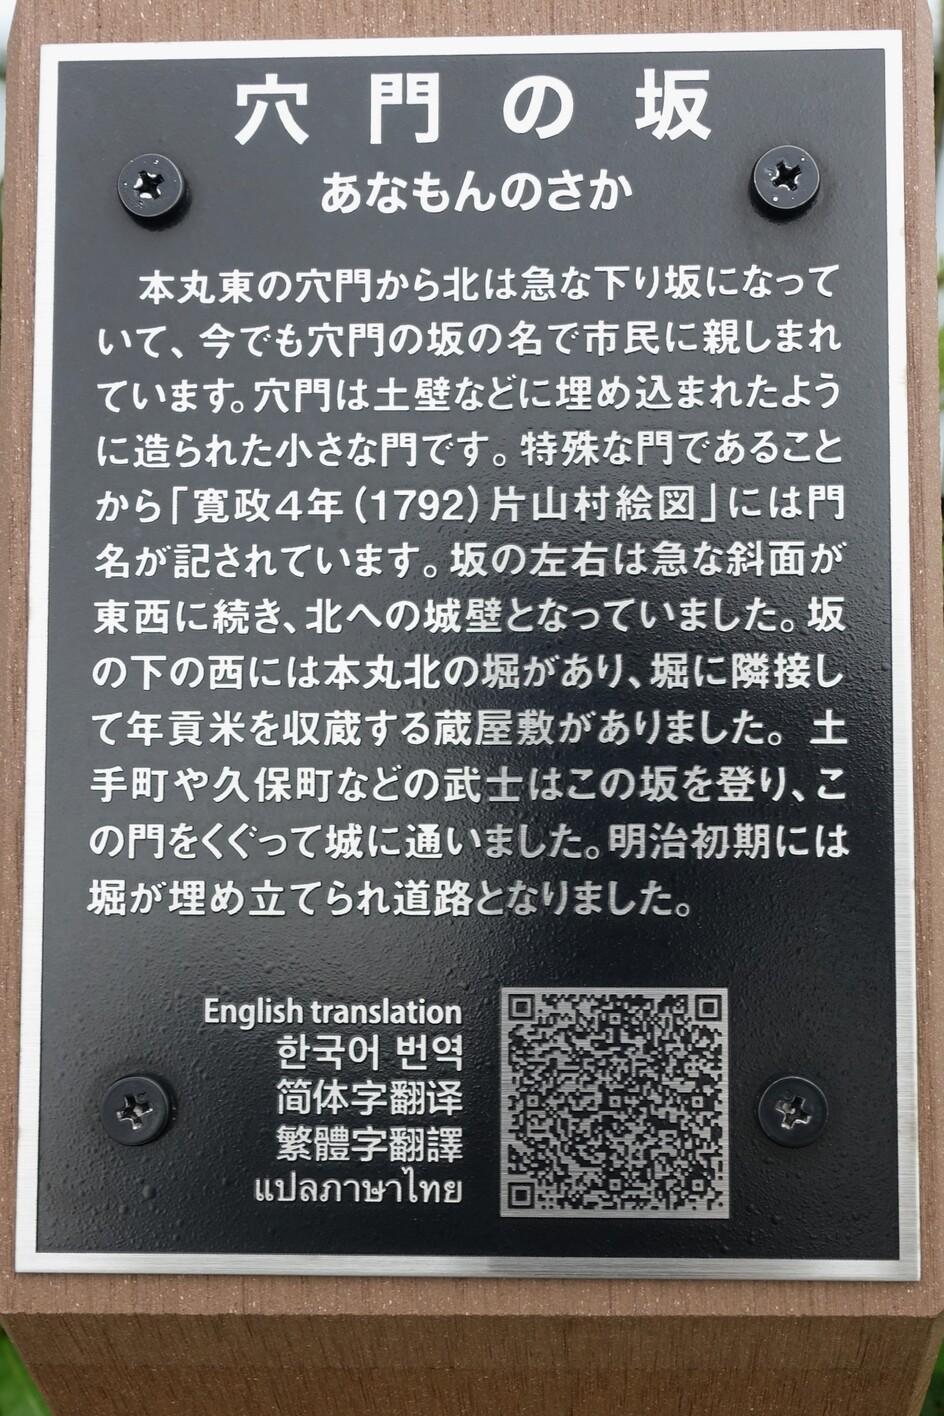 穴門の坂
あなもんのさか
本丸東の穴門から北は急な下り坂になって
いて、今でも穴門の坂の名で市民に親しまれ
ています。穴門は土壁などに埋め込まれたよう
に造られた小さな門です。特殊な門であること
から「寛政4年(1792)片山村絵図」には門
名が記されています。坂の左右は急な斜面が
東西に続き、北への城壁となっていました。坂
の下の西には本丸北の堀があり、堀に隣接し
て年貢米を収蔵する蔵屋敷がありました。土
手町や久保町などの武士はこの坂を登り、こ
の門をくぐって城に通いました。明治初期には
堀が埋め立てられ道路となりました。
English translation
한국어 번역
简体字翻译
繁體字翻譯
แปลภาษาไทย